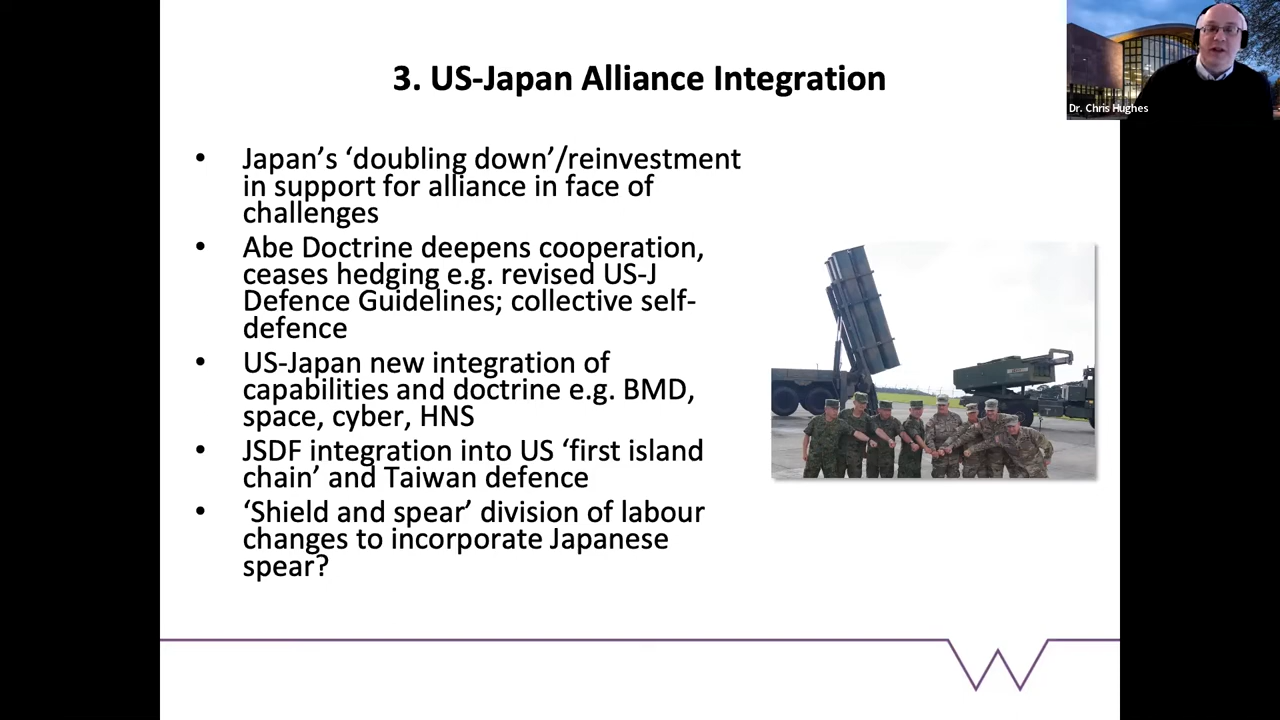 3. US-Japan Alliance Integration
Dr. Chris Hughes
• Japan’s ‘doubling down’/reinvestment
in support for alliance in face of
challenges
• Abe Doctrine deepens cooperation,
ceases hedging e.g. revised US-J
Defence Guidelines; collective self-
defence
• US-Japan new integration of
capabilities and doctrine e.g. BMD,
space, cyber, HNS
• JSDF integration into US ‘first island
chain’ and Taiwan defence
• ‘Shield and spear’ division of labour
changes to incorporate Japanese
spear?